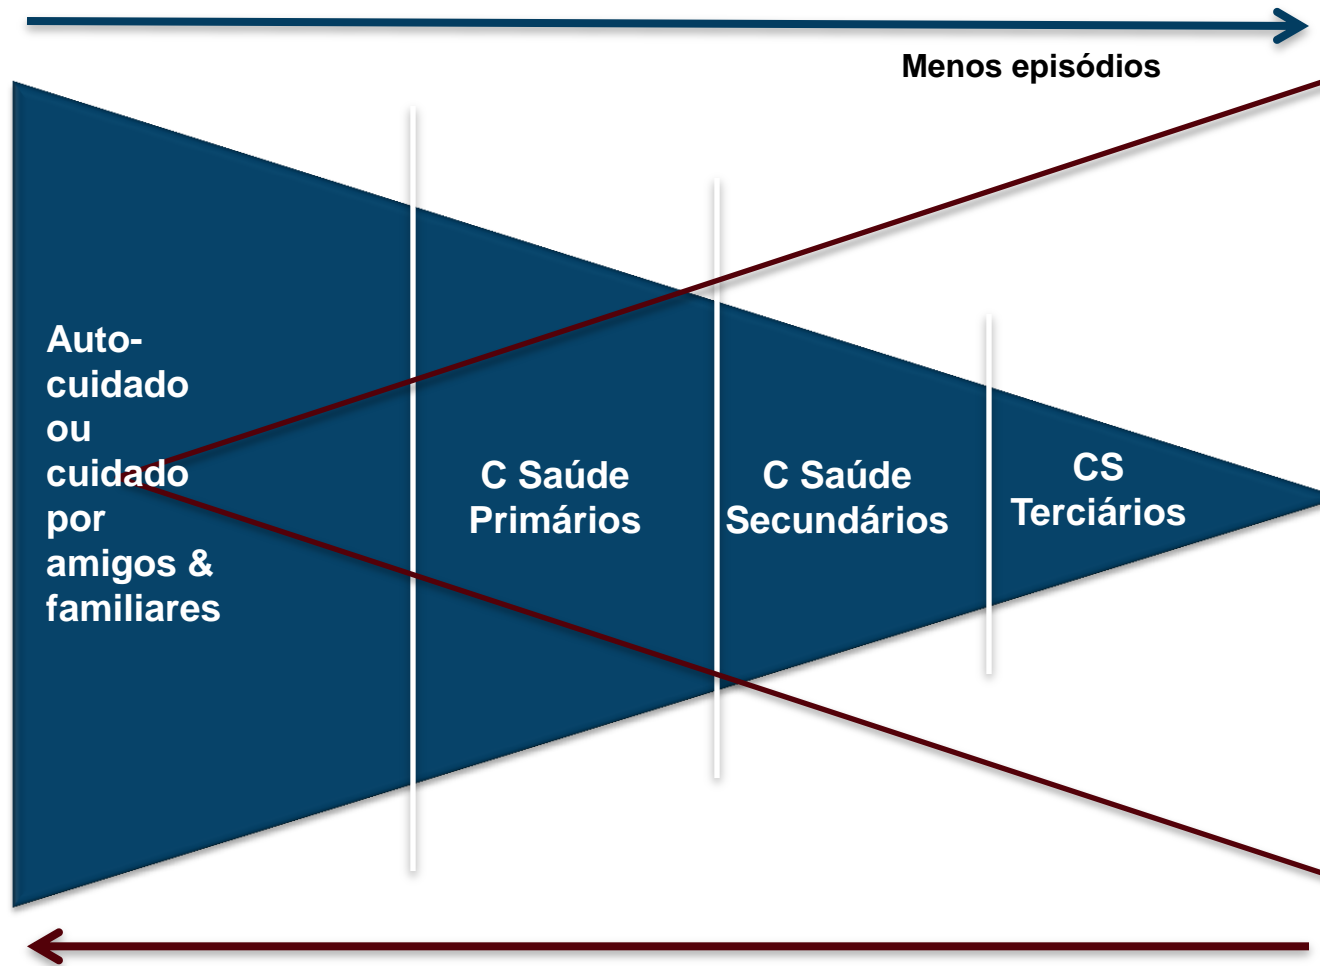 Menos episódios
Auto-
cuidado
ou
cuidado
por
amigos &
familiares
C Saúde
Primários
C Saúde
Secundários
CS
Terciários